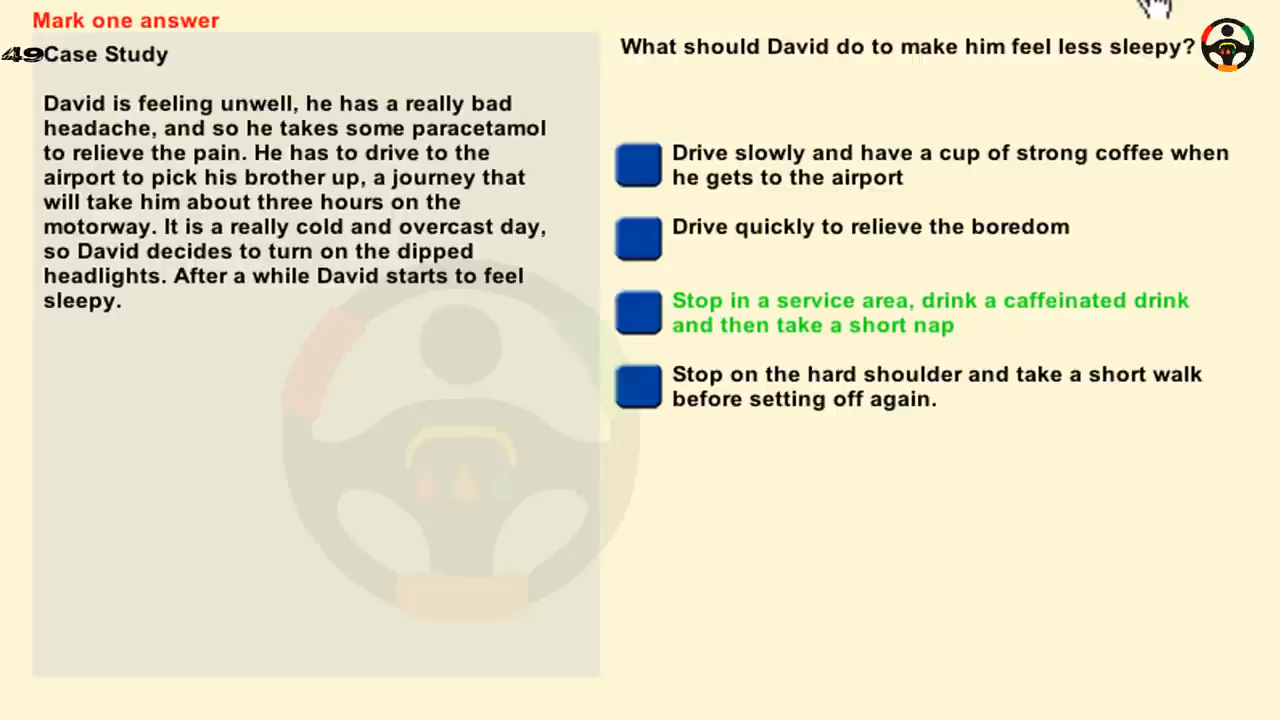 Mark one answer
49
Case Study
David is feeling unwell, he has a really bad
headache, and so he takes some paracetamol
to relieve the pain. He has to drive to the
airport to pick his brother up, a journey that
will take him about three hours on the
motorway. It is a really cold and overcast day,
so David decides to turn on the dipped
headlights. After a while David starts to feel
sleepy.
What should David do to make him feel less sleepy?
Drive slowly and have a cup of strong coffee when
he gets to the airport
Drive quickly to relieve the boredom
Stop in a service area, drink a caffeinated drink
and then take a short nap
Stop on the hard shoulder and take a short walk
before setting off again.